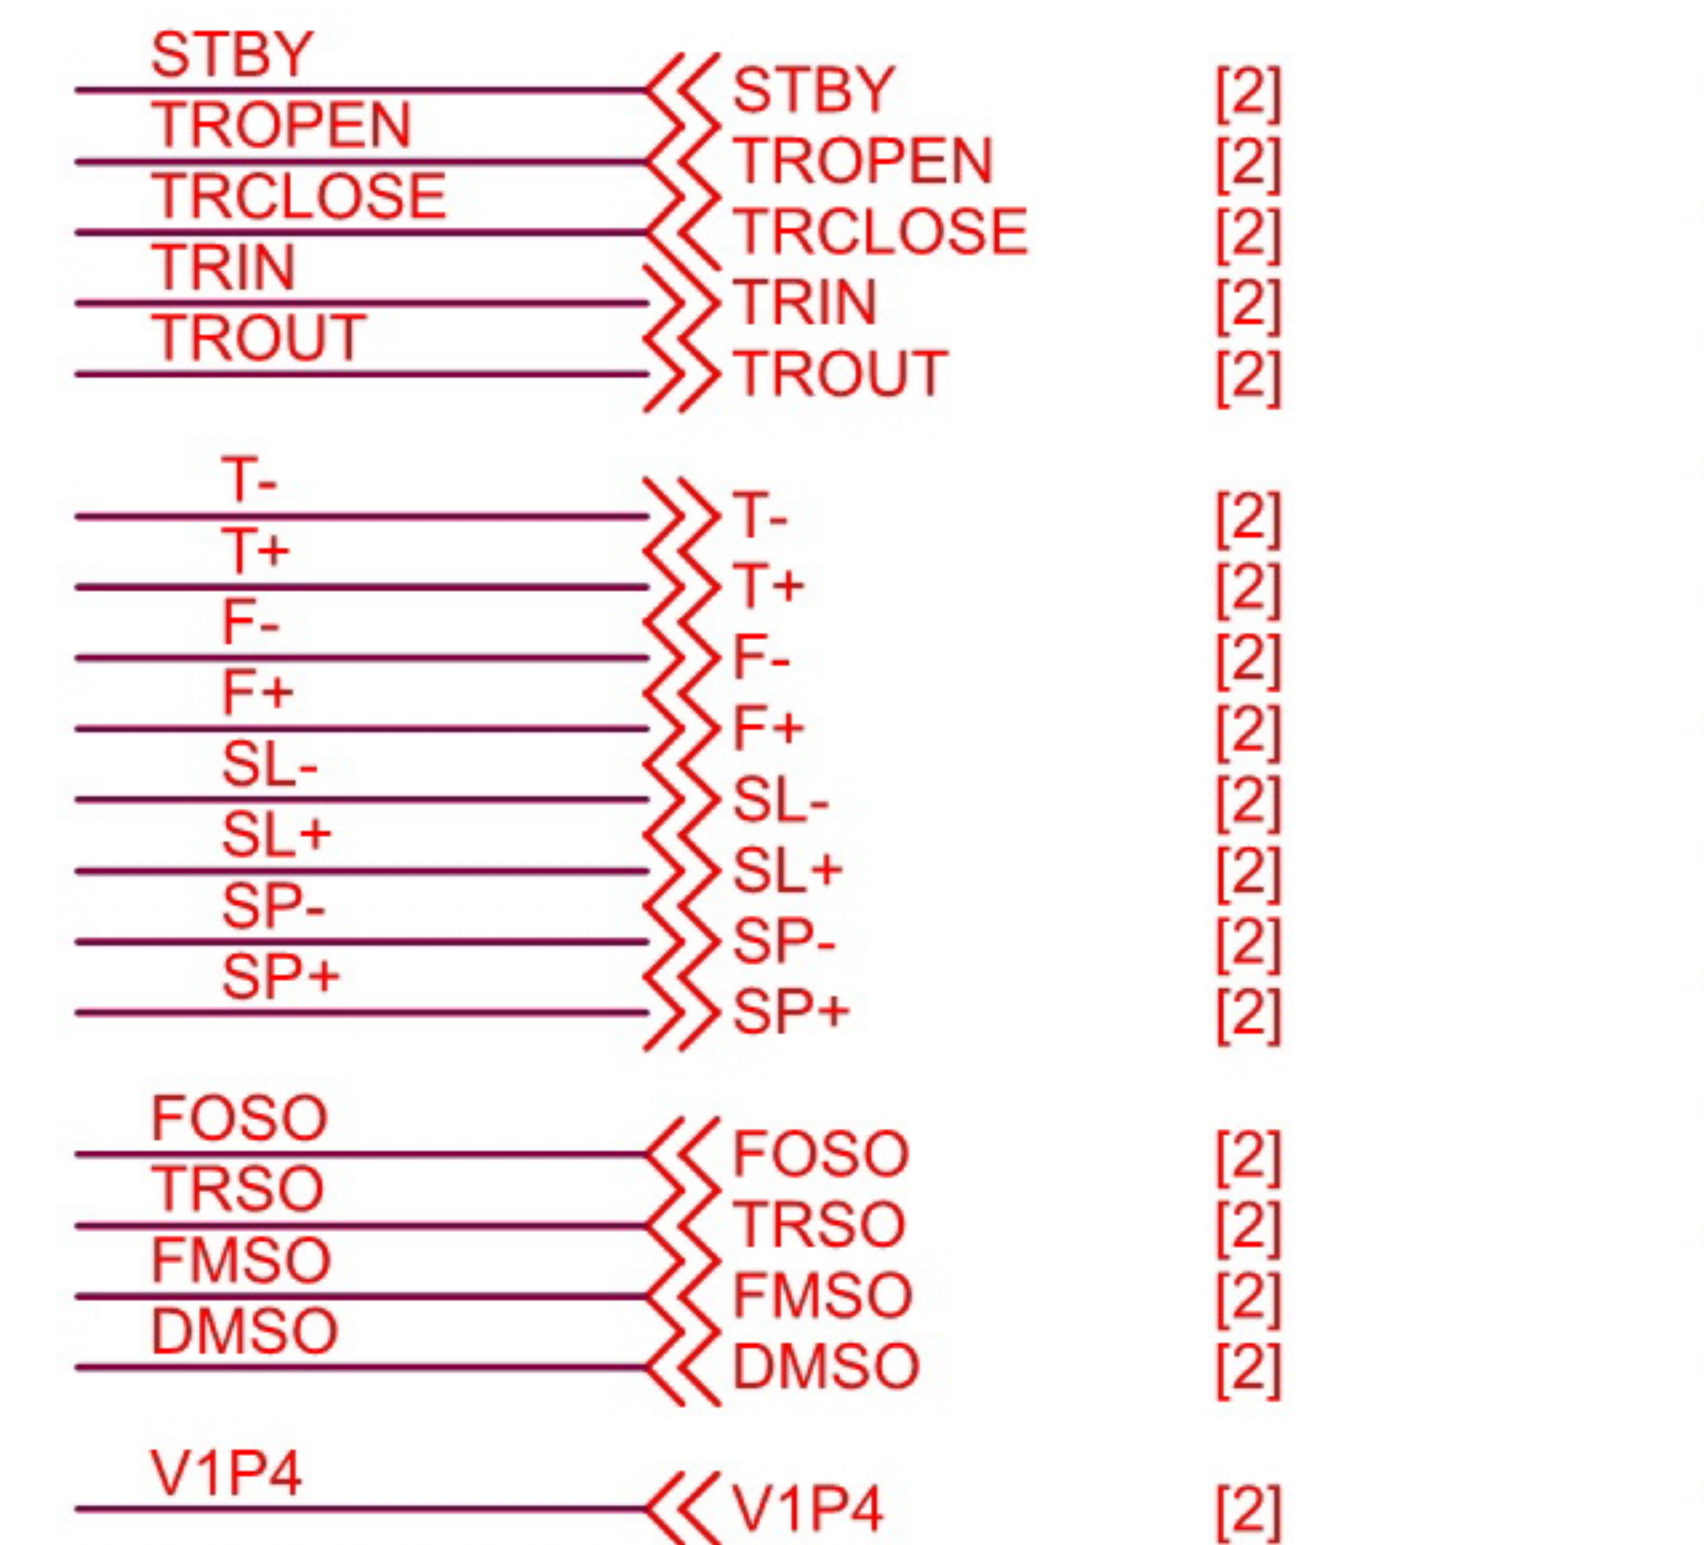 STBY STBY [2]
TROPEN TROPEN [2]
TRCLOSE TRCLOSE [2]
TRIN TRIN [2]
TROUT TROUT [2]
T- T- [2]
T+ T+ [2]
F- F- [2]
F+ F+ [2]
SL- SL- [2]
SL+ SL+ [2]
SP- SP- [2]
SP+ SP+ [2]
FOSO FOSO [2]
TRSO TRSO [2]
FMSO FMSO [2]
DMSO DMSO [2]
V1P4 V1P4 [2]